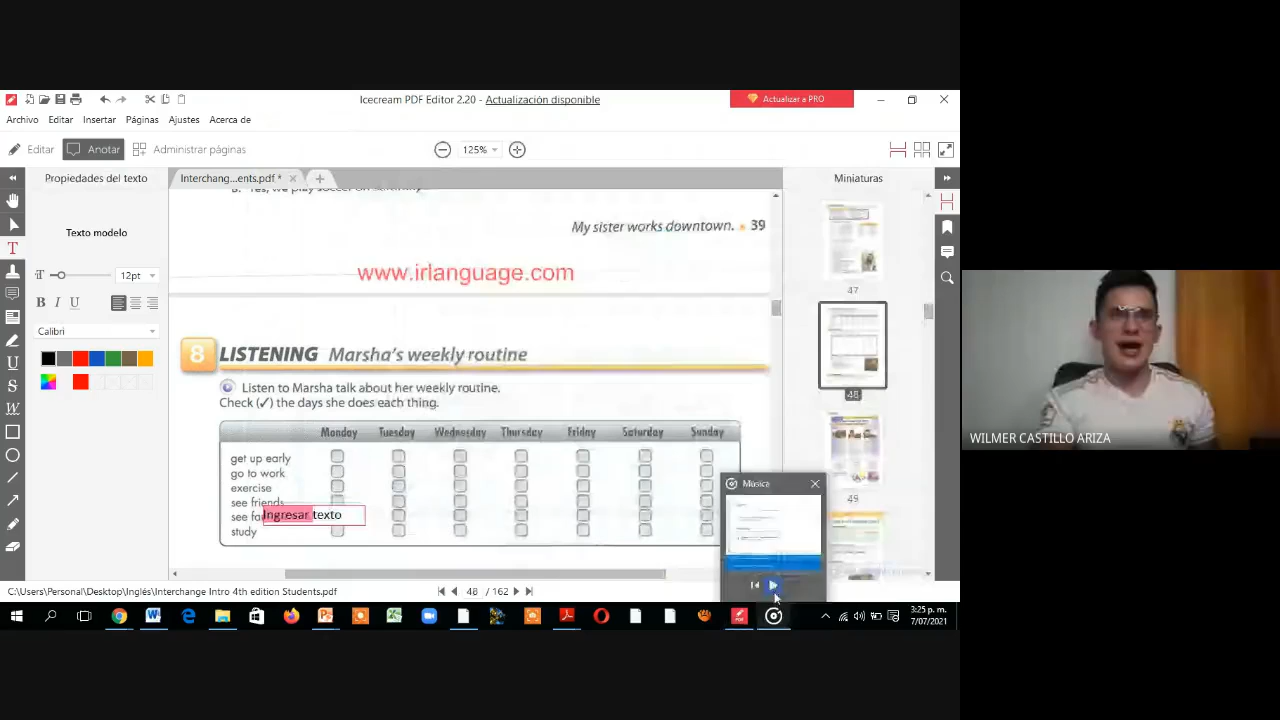 Icecream PDF Editor 2.20 - Actualización disponible
Actualizar a PRO
Archivo Editar Insertar Páginas Ajustes Acerca de
Editar Anotar Administrar páginas
125%
Propiedades del texto
Interchang...ents.pdf *
Miniaturas
Texto modelo
12pt
B I U
Calibri
My sister works downtown. 39
www.irlanguage.com
8 LISTENING Marsha's weekly routine
Listen to Marsha talk about her weekly routine.
Check (✓) the days she does each thing.
Monday Tuesday Wednesday Thursday Friday Saturday Sunday
get up early
go to work
exercise
see friends
see
Ingresar texto
study
47
48
49
Música
WILMER CASTILLO ARIZA
C:\Users\Personal\Desktop\Inglés\Interchange Intro 4th edition Students.pdf
48 / 162
3:25 p. m.
7/07/2021